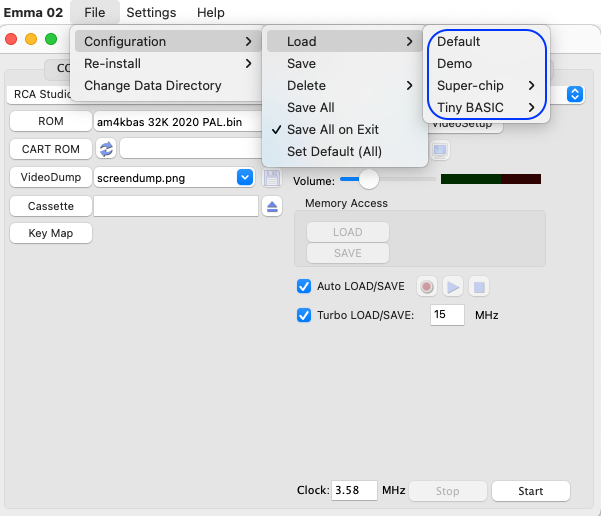 Emma 02 File Settings Help
Configuration
Re-install
Change Data Directory
Load
Save
Delete
Save All
Save All on Exit
Set Default (All)
Default
Demo
Super-chip
Tiny BASIC
RCA Studio
ROM am4kbas 32K 2020 PAL.bin VideoSetup
CART ROM
VideoDump screendump.png Volume:
Cassette Memory Access
Key Map LOAD
SAVE
Auto LOAD/SAVE
Turbo LOAD/SAVE: 15 MHz
Clock: 3.58 MHz Stop Start